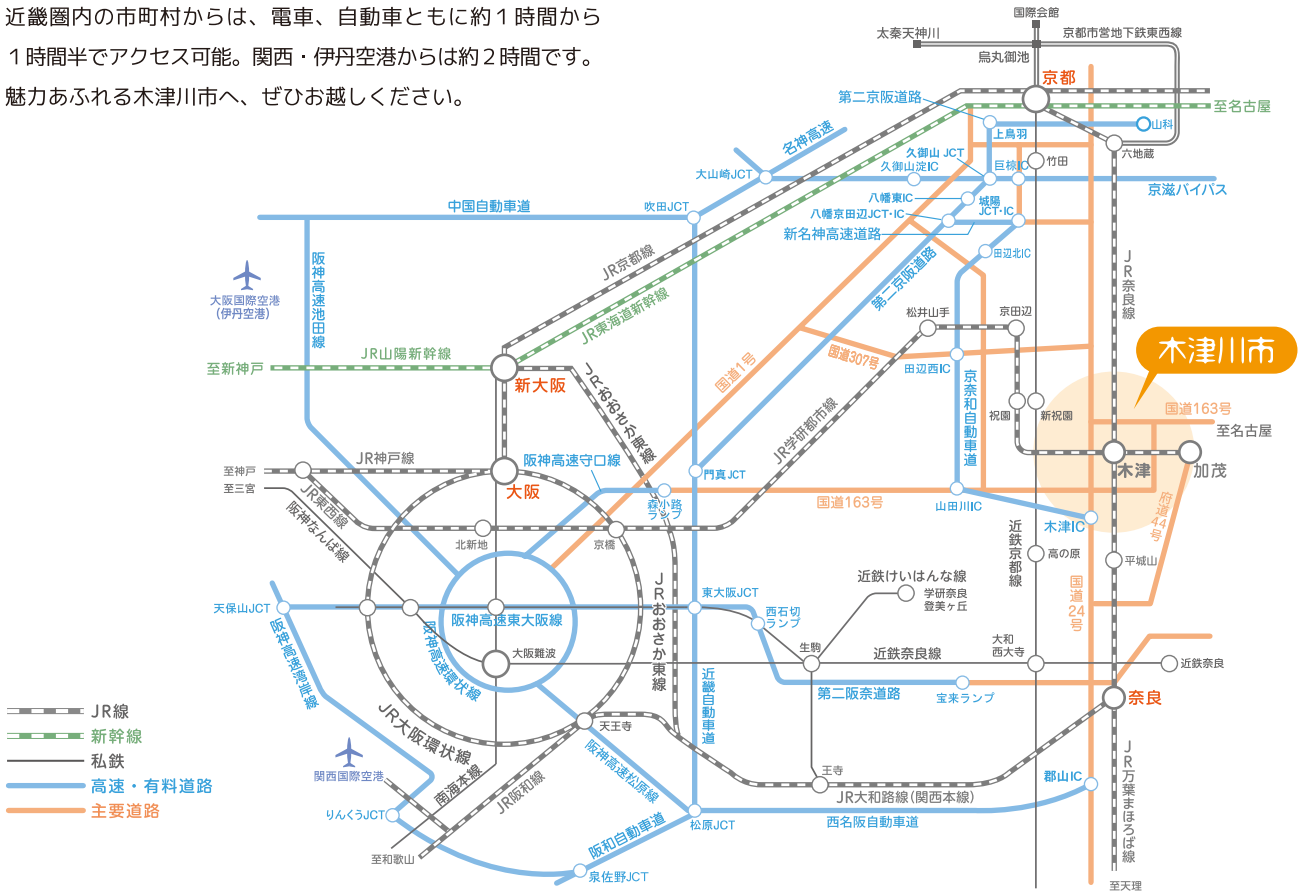 近畿圏内の市町村からは、電車、自動車ともに約１時間から
１時間半でアクセス可能。関西・伊丹空港からは約２時間です。
魅力あふれる木津川市へ、ぜひお越しください。
国際会館
太秦天神川
京都市営地下鉄東西線
烏丸御池
京都
至名古屋
第二京阪道路
上鳥羽
山科
名神高速
久御山 JCT
竹田
六地蔵
大山崎JCT
久御山淀IC
巨椋IC
京滋バイパス
八幡東IC
城陽
JCT・IC
中国自動車道
吹田JCT
八幡京田辺JCT・IC
新名神高速道路
JR京都線
田辺北IC
JR奈良線
阪神高速池田線
大阪国際空港
(伊丹空港)
第二京阪道路
JR東海道新幹線
松井山手
京田辺
木津川市
JR山陽新幹線
至新神戸
新大阪
国道1号
国道307号
田辺西IC
JRおおさか東線
京奈和自動車道
JR学研都市線
祝園
新祝園
国道163号
至名古屋
JR神戸線
至神戸
阪神高速守口線
門真JCT
木津
加茂
至三宮
大阪
JR東西線
森小路
ランプ
国道163号
山田川IC
府道44号
阪神なんば線
北新地
京橋
木津IC
近鉄京都線
高の原
平城山
近鉄けいはんな線
学研奈良
登美ヶ丘
JRおおさか東線
東大阪JCT
国道24号
天保山JCT
阪神高速東大阪線
西石切
ランプ
阪神高速湾岸線
阪神高速環状線
大阪難波
生駒
近鉄奈良線
大和
西大寺
近鉄奈良
近畿自動車道
第二阪奈道路
宝来ランプ
奈良
JR線
新幹線
私鉄
高速・有料道路
主要道路
JR大阪環状線
天王寺
関西国際空港
阪神高速松原線
JR万葉まほろば線
南海本線
JR阪和線
王寺
郡山IC
JR大和路線(関西本線)
りんくうJCT
松原JCT
西名阪自動車道
阪和自動車道
至和歌山
泉佐野JCT
至天理